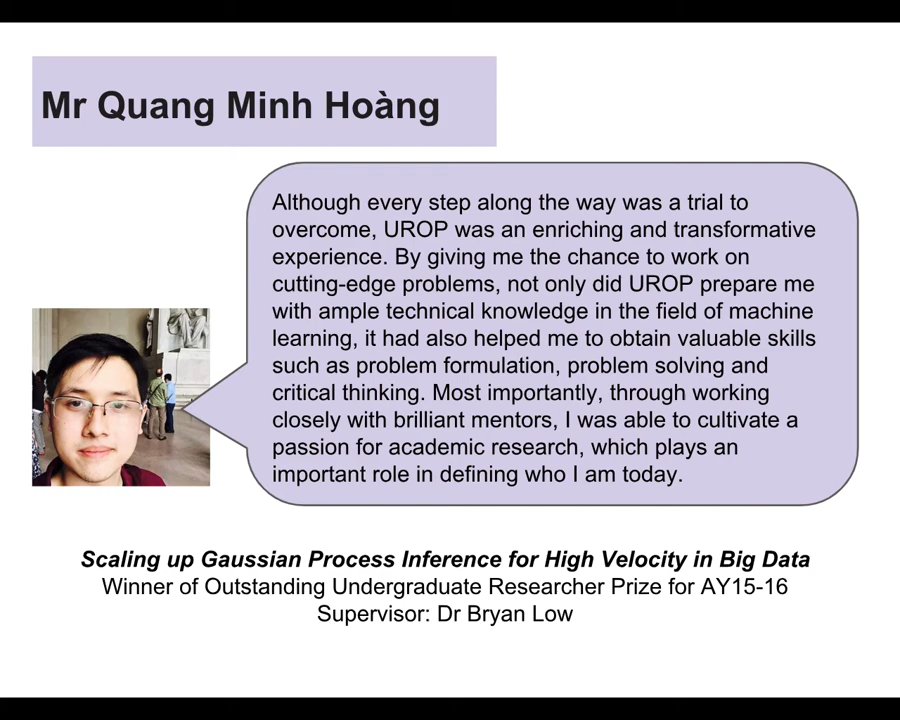 Mr Quang Minh Hoàng
Although every step along the way was a trial to
overcome, UROP was an enriching and transformative
experience. By giving me the chance to work on
cutting-edge problems, not only did UROP prepare me
with ample technical knowledge in the field of machine
learning, it had also helped me to obtain valuable skills
such as problem formulation, problem solving and
critical thinking. Most importantly, through working
closely with brilliant mentors, I was able to cultivate a
passion for academic research, which plays an
important role in defining who I am today.
Scaling up Gaussian Process Inference for High Velocity in Big Data
Winner of Outstanding Undergraduate Researcher Prize for AY15-16
Supervisor: Dr Bryan Low